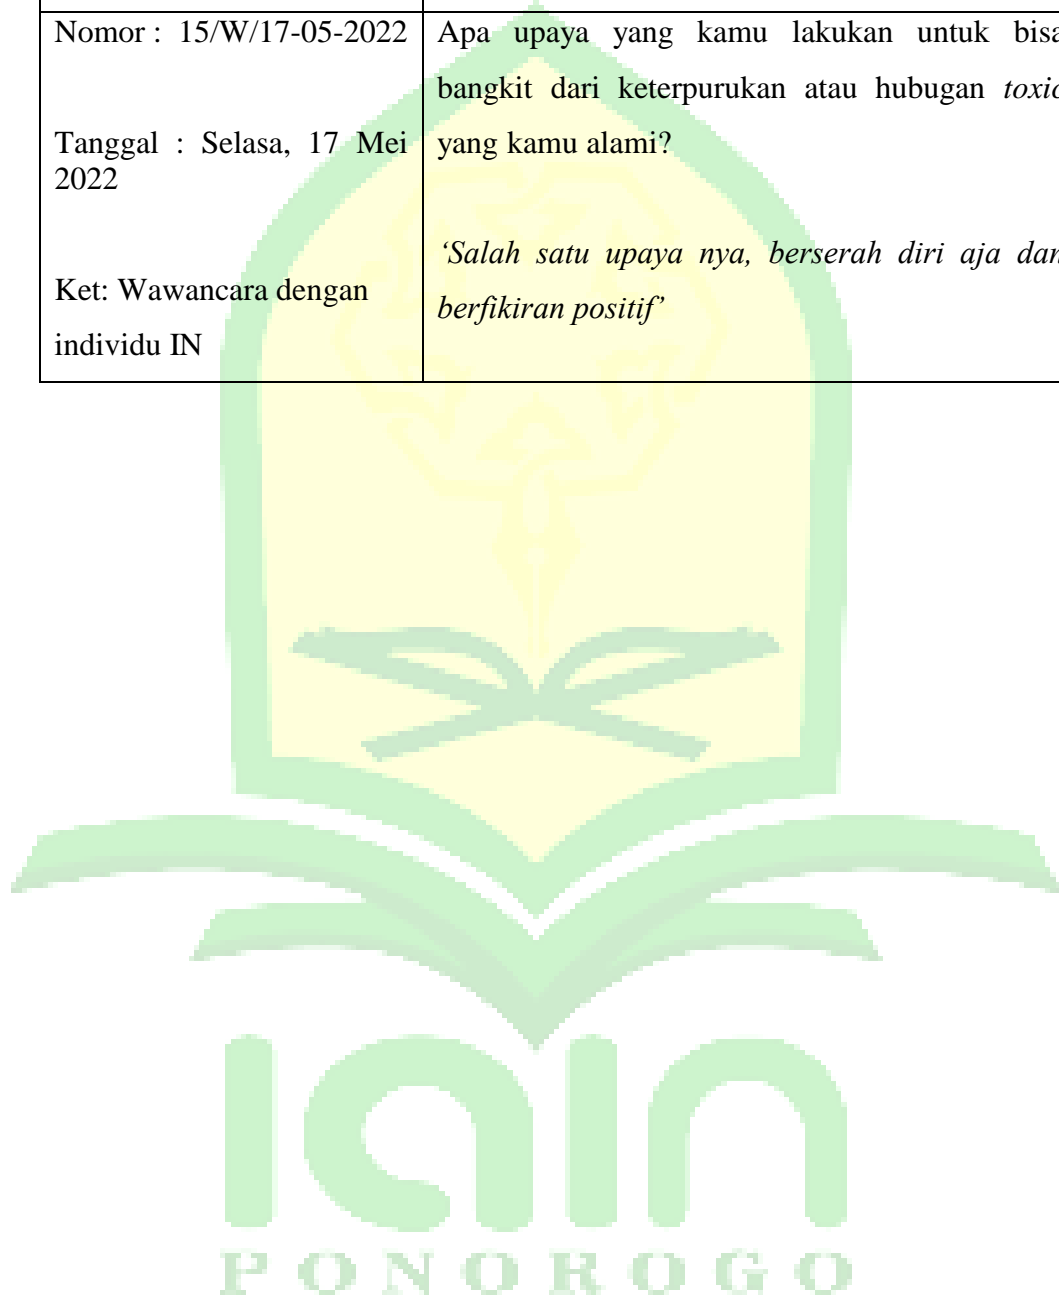 Nomor : 15/W/17-05-2022
Tanggal : Selasa, 17 Mei
2022
Ket: Wawancara dengan
individu IN
Apa upaya yang kamu lakukan untuk bisa
bangkit dari keterpurukan atau hubugan toxic
yang kamu alami?
‘Salah satu upaya nya, berserah diri aja dan
berfikiran positif’
iain
PONOROGO